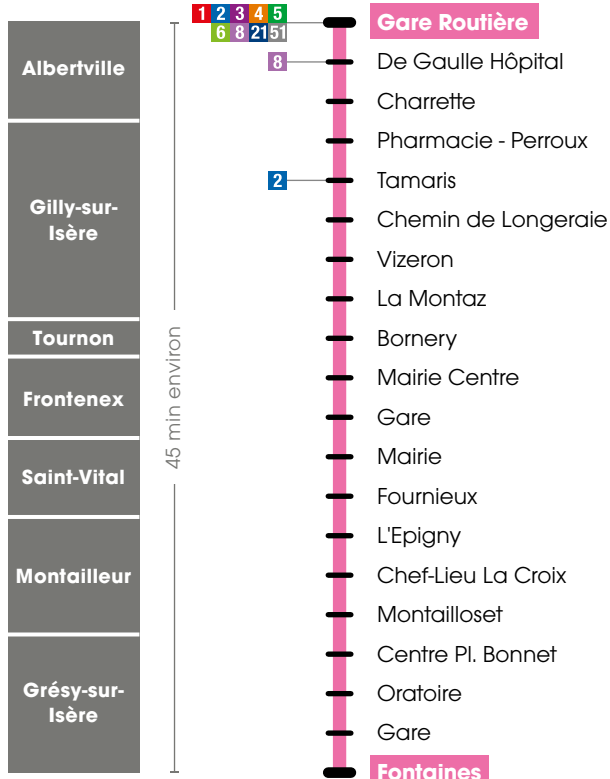 1 2 3 4 5
6 8 21 51
Gare Routière
Albertville
8
De Gaulle Hôpital
Charrette
Pharmacie - Perroux
2
Tamaris
Gilly-sur-
Isère
Chemin de Longeraie
Vizeron
La Montaz
Tournon
Bornery
45 min environ
Frontenex
Mairie Centre
Gare
Saint-Vital
Mairie
Fournieux
L'Epigny
Montailleur
Chef-Lieu La Croix
Montailloset
Centre Pl. Bonnet
Grésy-sur-
Isère
Oratoire
Gare
Fontaines